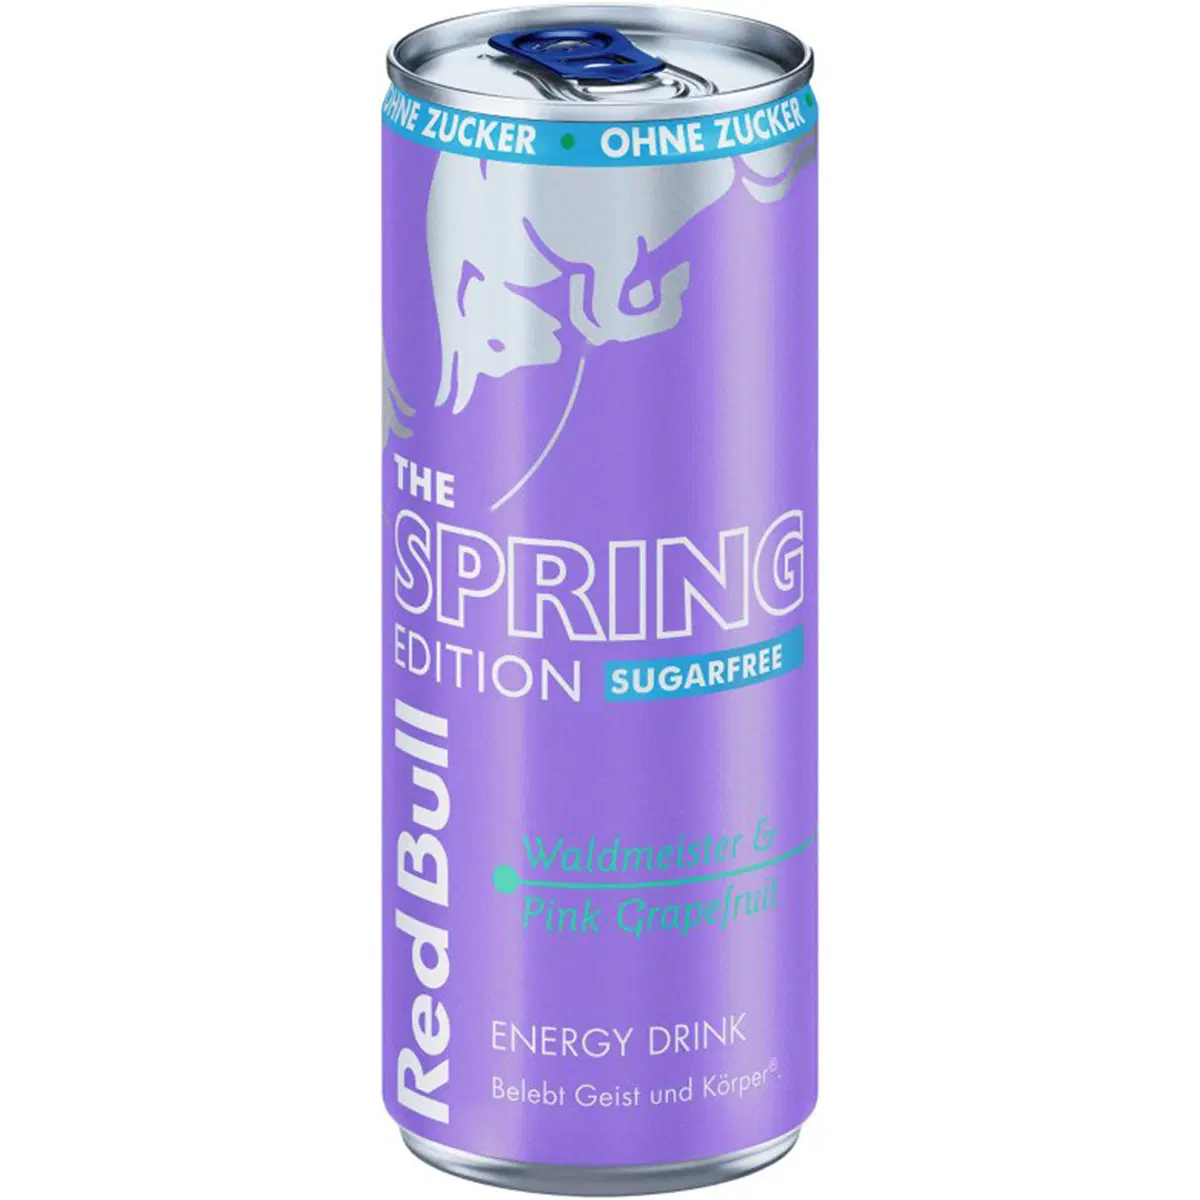 OHNE ZUCKER • OHNE ZUCKER •
THE
SPRING
EDITION SUGARFREE
Red Bull
Waldmeister &
Pink Grapefruit
ENERGY DRINK
Belebt Geist und Körper®.